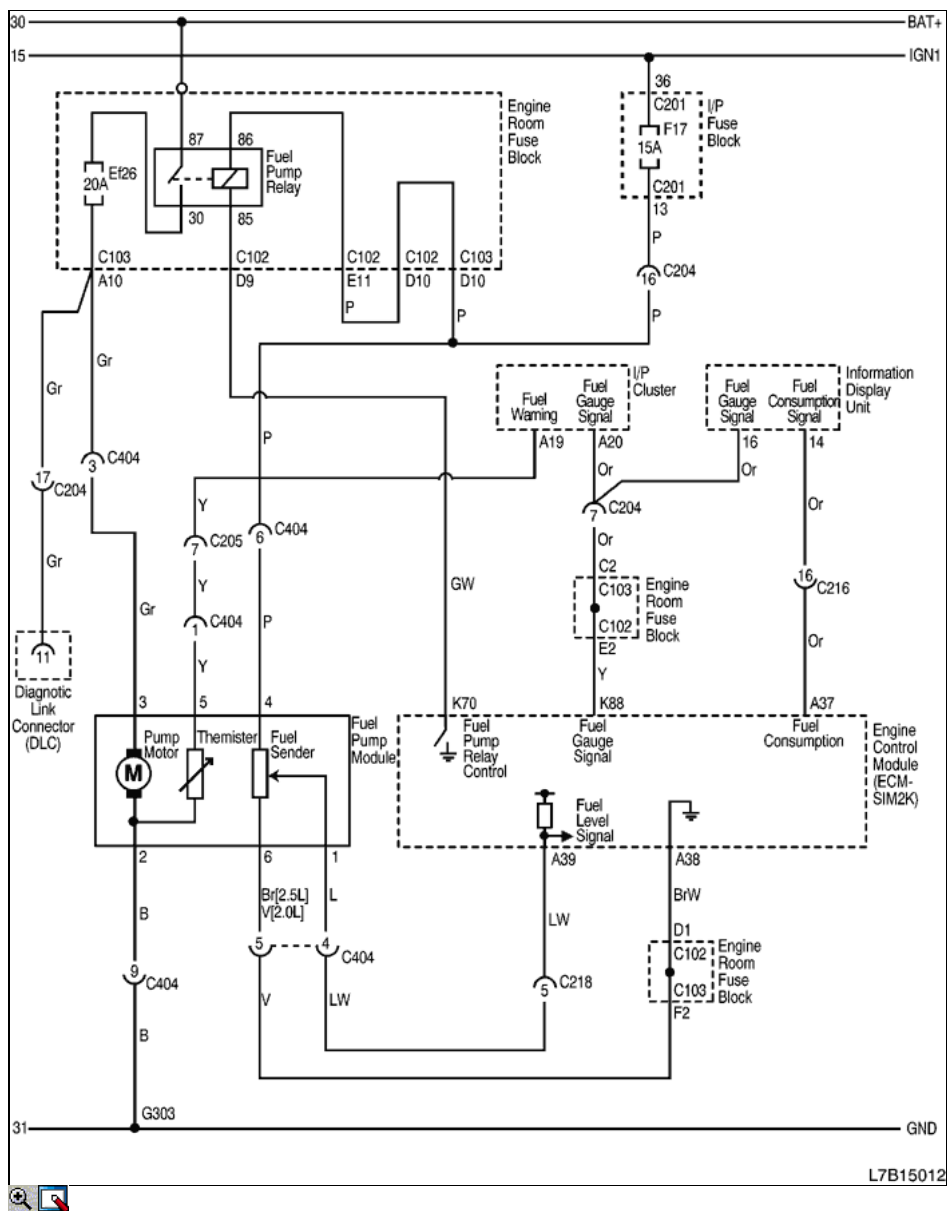 30
BAT+
15
IGN1
36
C201
I/P
Fuse
Block
F17
15A
C201
13
P
C204
16
P
Engine
Room
Fuse
Block
87
86
Fuel
Pump
Relay
Ef26
20A
30
85
C103
C102
C102
C102
C103
A10
D9
E11
D10
D10
P
P
Gr
Gr
I/P
Cluster
Fuel
Warning
Fuel
Gauge
Signal
A19
A20
Information
Display
Unit
Fuel
Gauge
Signal
Fuel
Consumption
Signal
16
14
Or
Or
Or
P
3
C404
17
C204
Y
7
C205
6
C404
7
C204
Or
Gr
Y
GW
C2
C103
C102
E2
Engine
Room
Fuse
Block
16
C216
Gr
1
C404
P
Or
Y
Y
11
Diagnotic
Link
Connector
(DLC)
3
5
4
Fuel
Pump
Module
Pump
Motor
Themister
Fuel
Sender
M
2
6
1
K70
K88
A37
Fuel
Pump
Relay
Control
Fuel
Gauge
Signal
Fuel
Consumption
Engine
Control
Module
(ECM-
SIM2K)
Fuel
Level
Signal
A39
A38
B
Br[2.5L]
V[2.0L]
L
LW
BrW
5
4
C404
9
C404
V
LW
5
C218
D1
C102
C103
F2
Engine
Room
Fuse
Block
B
G303
31
GND
L7B15012